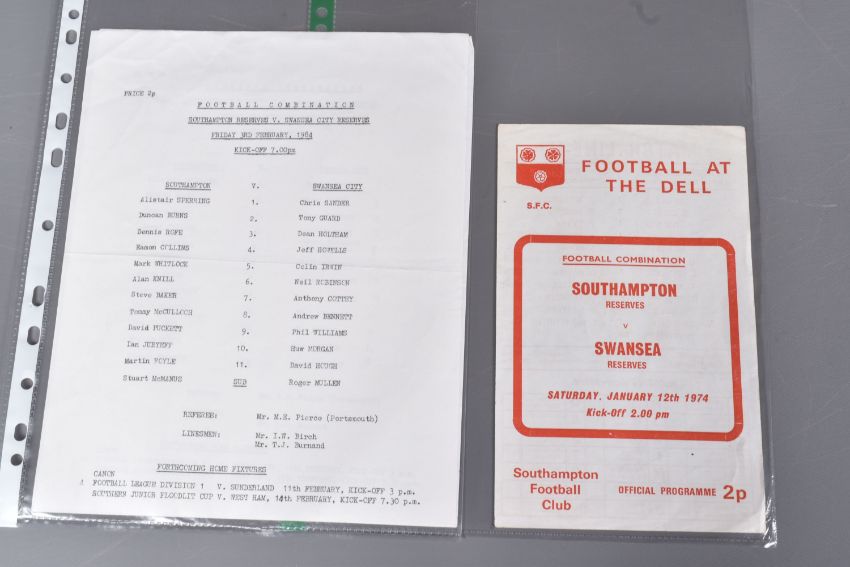 PRICE 2p
FOOTBALL COMBINATION
SOUTHAMPTON RESERVES V. SWANSEA CITY RESERVES
FRIDAY 3RD FEBRUARY, 1984
KICK-OFF 7.00pm
SOUTHAMPTON V. SWANSEA CITY
Alistair SPERRING 1. Chris SANDER
Duncan BURNS 2. Tony GUARD
Dennis ROFE 3. Dean HOLTHAM
Eamon COLLINS 4. Jeff HOWELLS
Mark WHITLOCK 5. Colin IRWIN
Alan KNILL 6. Neil ROBINSON
Steve BAKER 7. Anthony COTTEY
Tommy McCULLOCH 8. Andrew BENNETT
David PUCKETT 9. Phil WILLIAMS
Ian JURYEFF 10. Huw MORGAN
Martin FOYLE 11. David HOUGH
Stuart McMANUS SUB Roger MULLEN
REFEREE: Mr. M.E. Pierce (Portsmouth)
LINESMEN: Mr. I.W. Birch
Mr. T.J. Burnand
FORTHCOMING HOME FIXTURES
CANON
FOOTBALL LEAGUE DIVISION 1 V. SUNDERLAND 11th FEBRUARY, KICK-OFF 3 p.m.
SOUTHERN JUNIOR FLOODLIT CUP V. WEST HAM, 14th FEBRUARY, KICK-OFF 7.30 pm.
FOOTBALL AT
THE DELL
S.F.C.
FOOTBALL COMBINATION
SOUTHAMPTON
RESERVES
v
SWANSEA
RESERVES
SATURDAY, JANUARY 12th 1974
Kick-Off 2.00 pm
Southampton
Football
Club
OFFICIAL PROGRAMME 2p